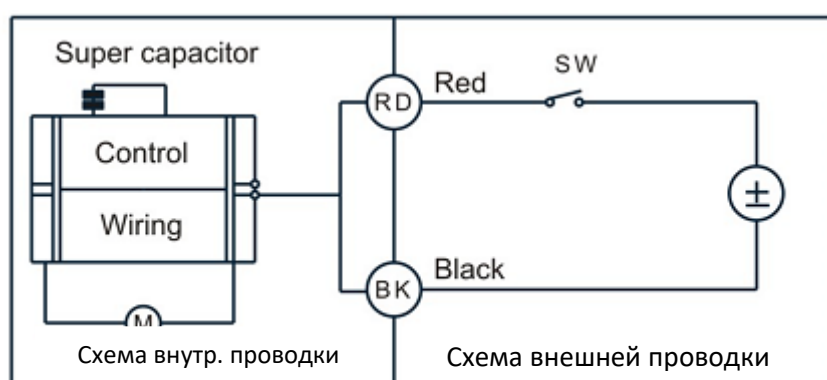 Super capacitor
Control
Wiring
M
RD
Red
SW
±
BK
Black
Схема внутр. проводки
Схема внешней проводки